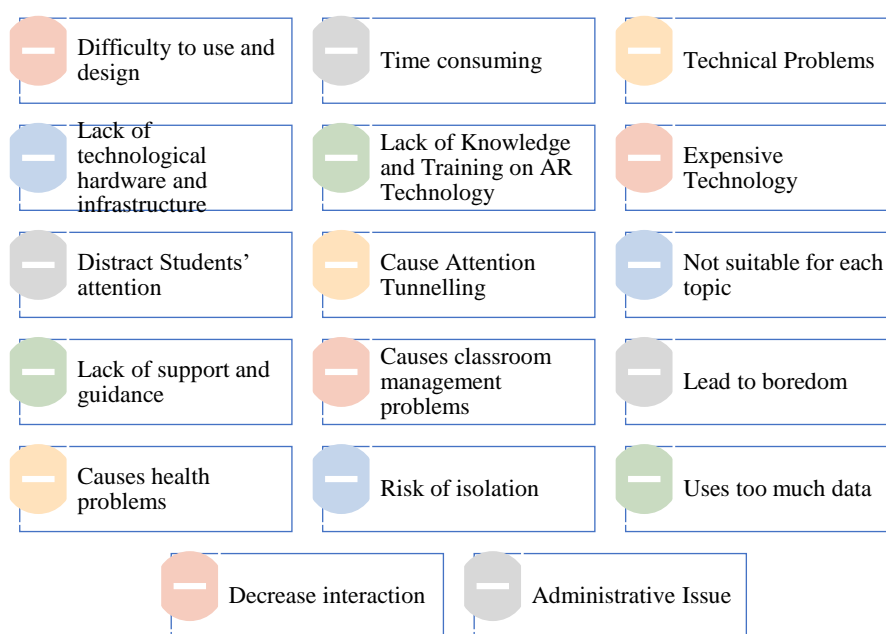 Difficulty to use and
design
Time consuming
Technical Problems
Lack of
technological
hardware and
infrastructure
Lack of Knowledge
and Training on AR
Technology
Expensive
Technology
Distract Students’
attention
Cause Attention
Tunnelling
Not suitable for each
topic
Lack of support and
guidance
Causes classroom
management
problems
Lead to boredom
Causes health
problems
Risk of isolation
Uses too much data
Decrease interaction
Administrative Issue